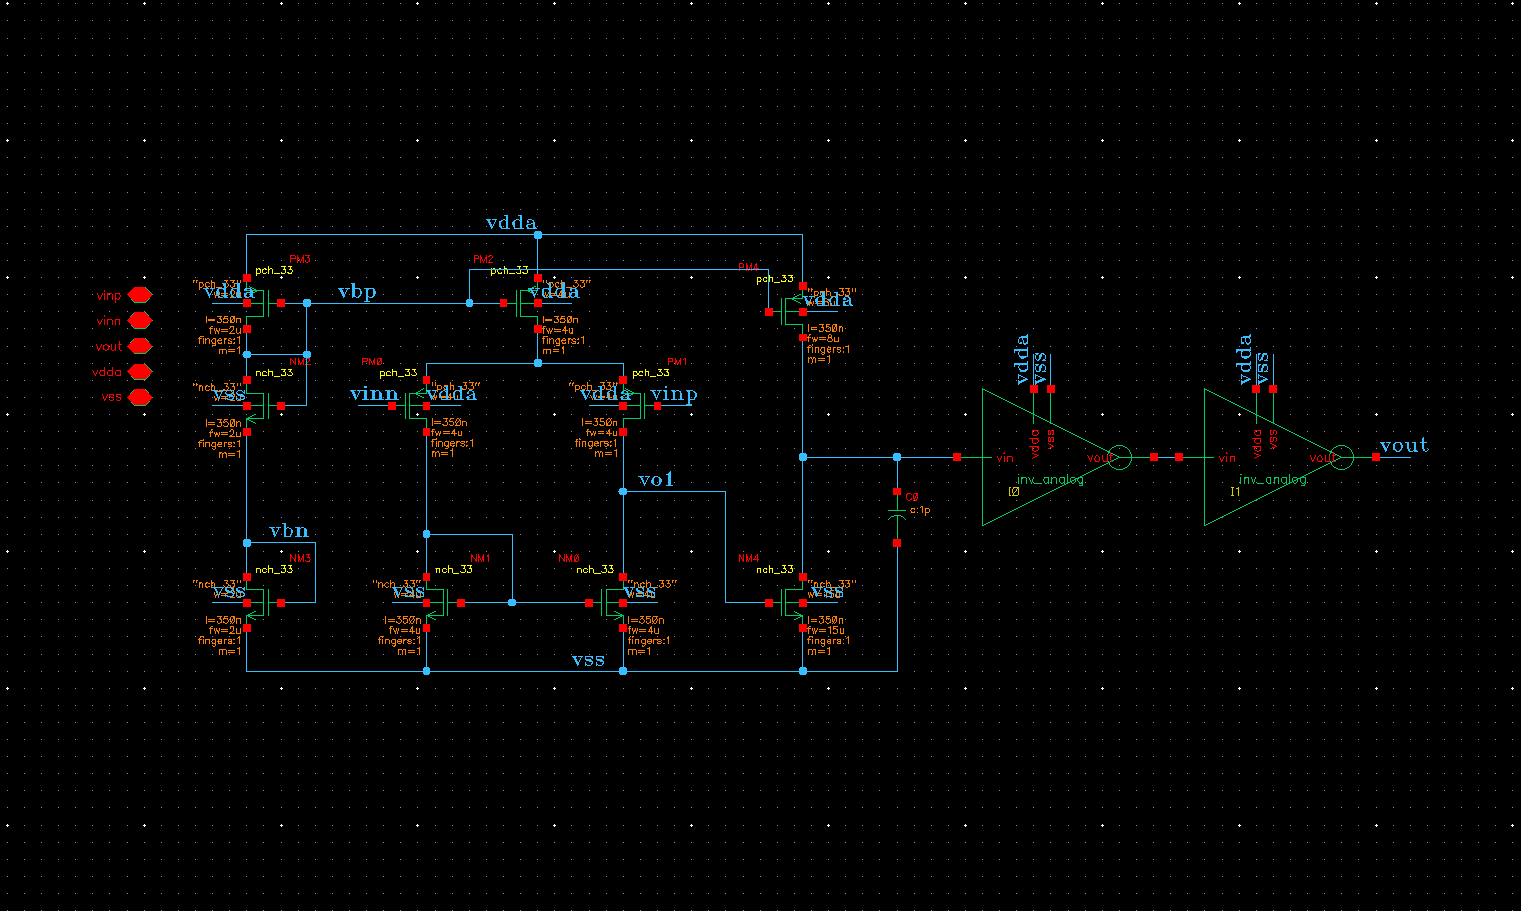 vdda
PM3
pch_33
vdda
l=350n
fw=2u
fingers:1
m=1
vbp
PM2
pch_33
vdda
l=350n
fw=4u
fingers:1
m=1
PM4
pch_33
vdda
l=350n
fw=8u
fingers:1
m=1
vinp
vinn
vout
vdda
vss
nch_33
vss
l=350n
fw=2u
fingers:1
m=1
PM0
pch_33
vinn
vdda
l=350n
fw=4u
fingers:1
m=1
PM1
pch_33
vdda
vinp
l=350n
fw=4u
fingers:1
m=1
vdda
vss
vdda
vss
vin
vdda
vss
vout
inv_analog
I0
vin
vdda
vss
vout
inv_analog
I1
vout
vo1
C0
c:1p
vbn
NM3
nch_33
"nch_33"
vss
l=350n
fw=2u
fingers:1
m=1
NM1
nch_33
"nch_33"
vss
l=350n
fw=4u
fingers:1
m=1
NM0
nch_33
"nch_33"
vss
l=350n
fw=4u
fingers:1
m=1
NM4
nch_33
"nch_33"
vss
l=350n
fw=15u
fingers:1
m=1
vss